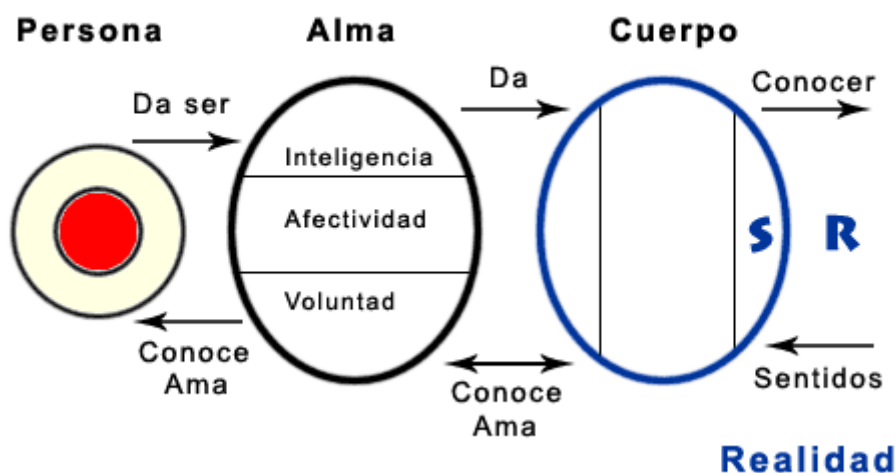 Persona
Alma
Cuerpo
Da ser
Da
Conocer
Inteligencia
Afectividad
Voluntad
S
R
Conoce
Ama
Conoce
Ama
Sentidos
Realidad